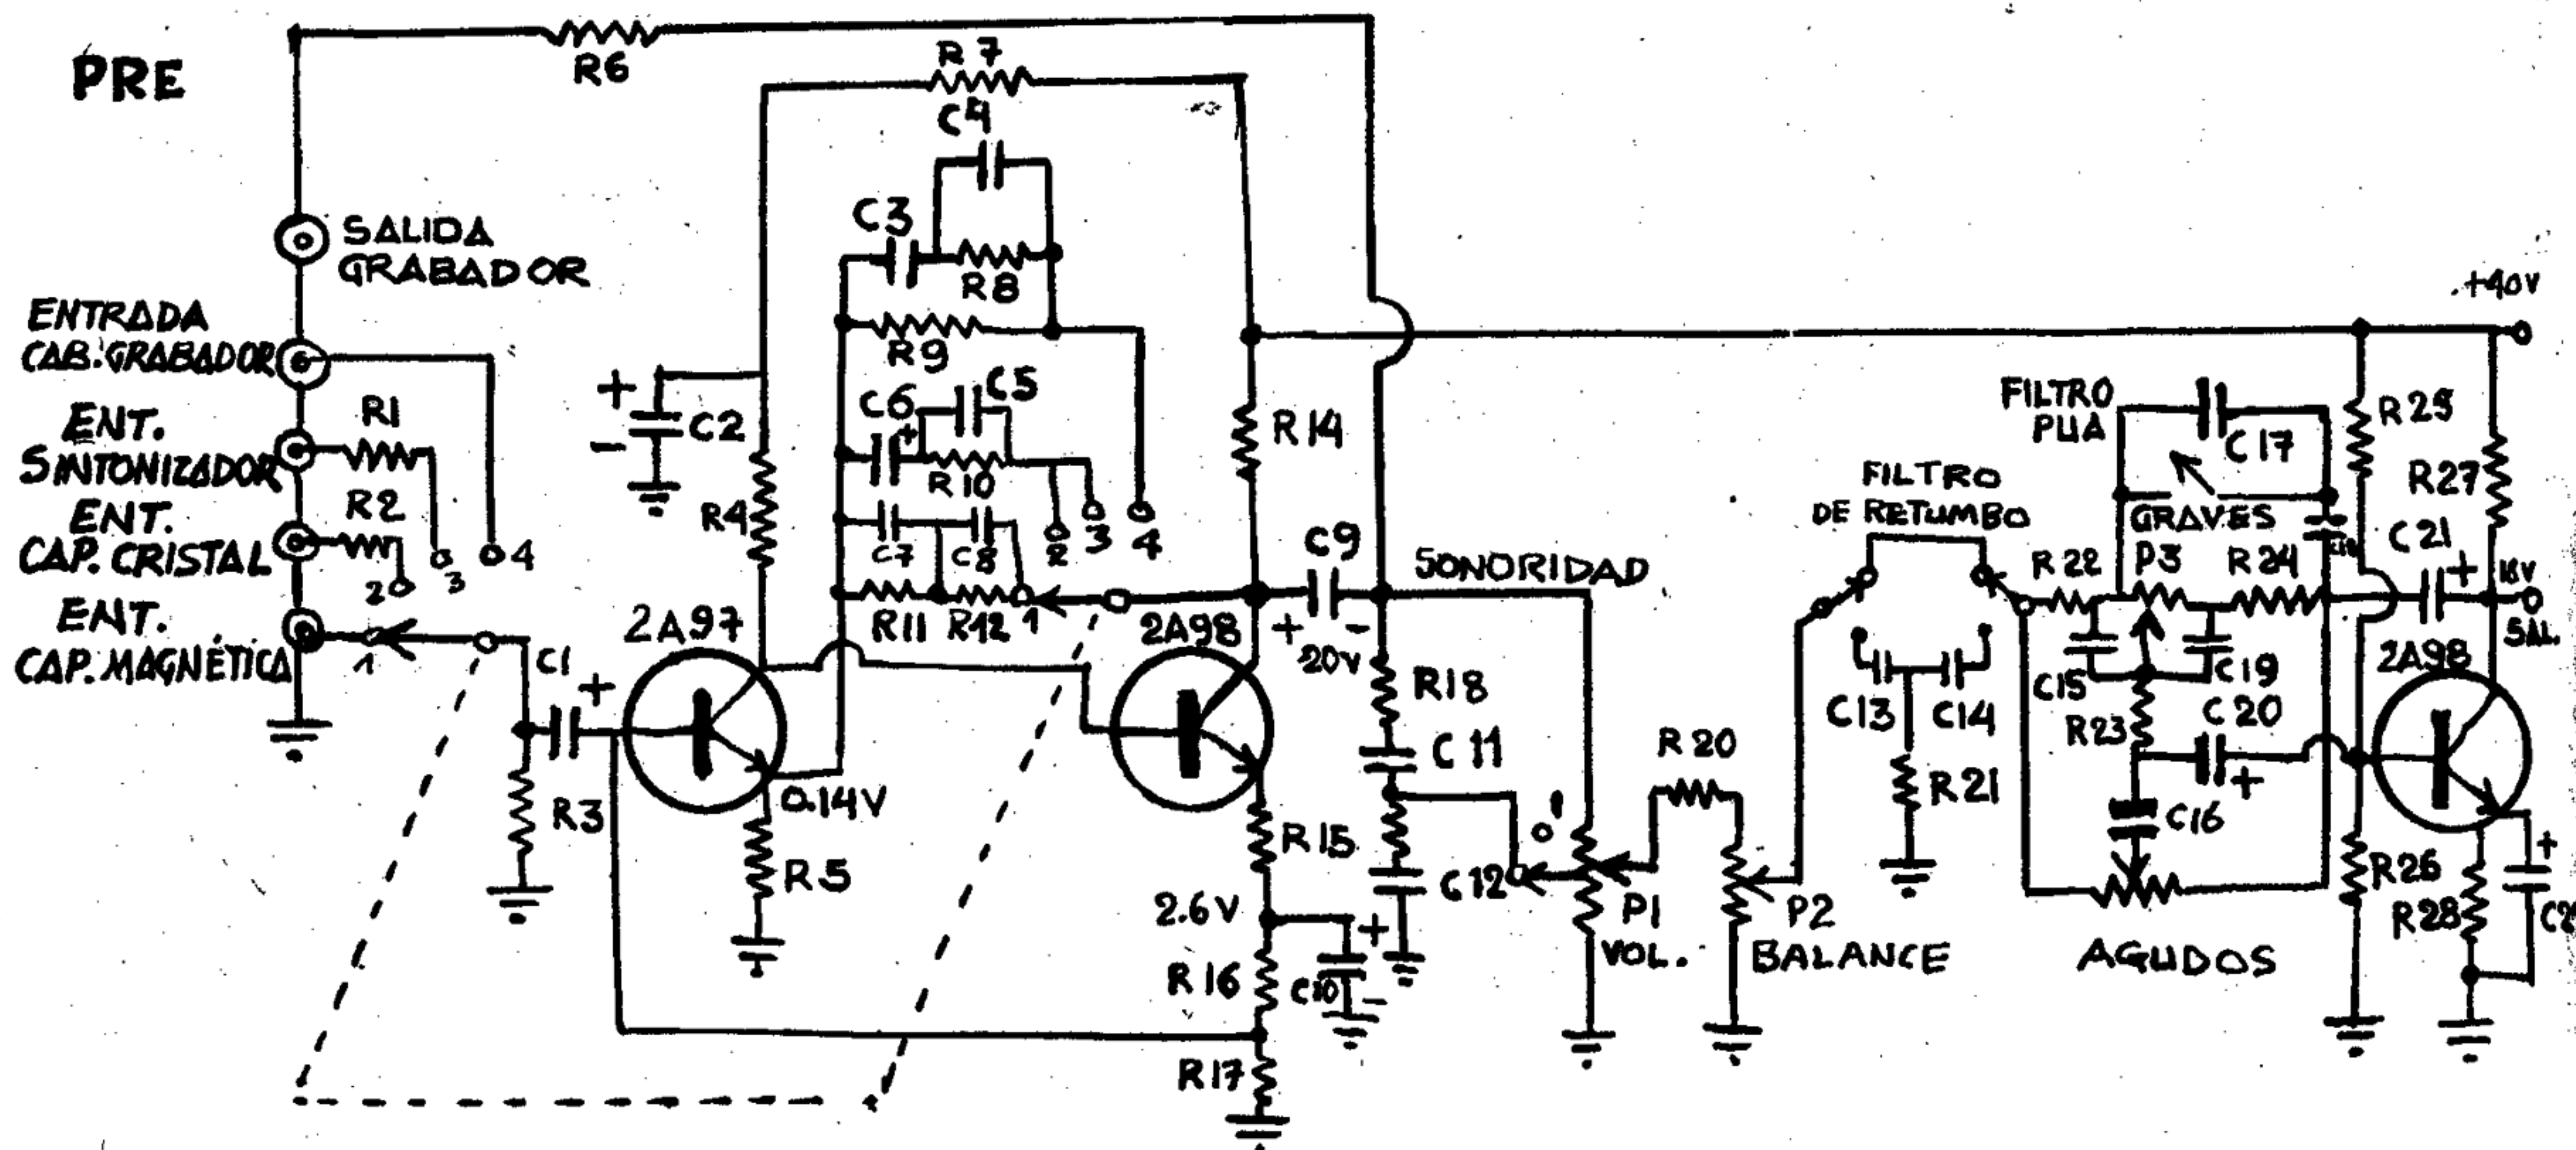 PRE
R6
R7
C4
SALIDA
GRABADOR
C3
R8
ENTRADA
CAB. GRABADOR
R9
+40V
ENT.
SINTONIZADOR
R1
+
C2
-
C6
+
C5
R10
R14
FILTRO
PUA
C17
R25
R27
ENT.
CAP. CRISTAL
R2
2
3
4
R4
C7
C8
2
3
4
C9
+
-
20V
SONORIDAD
FILTRO
DE RETUMBO
GRAVES
R22
P3
R24
C21
+
18V
SAL.
ENT.
CAP. MAGNÉTICA
1
C1
+
2A97
R11
R12
1
2A98
R18
C11
C13
C14
C15
C19
R23
C20
+
2A98
R3
0.14V
R5
R15
C12
R20
R21
C16
P1
VOL.
P2
BALANCE
AGUDOS
R26
R28
+
2.6V
+
R16
C10
-
R17